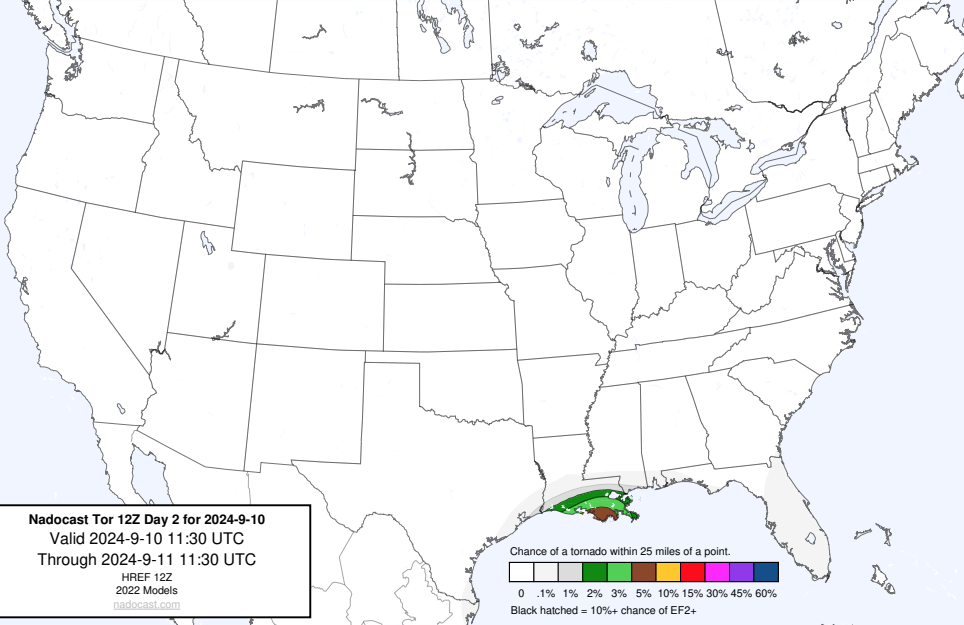 Nadocast Tor 12Z Day 2 for 2024-9-10
Valid 2024-9-10 11:30 UTC
Through 2024-9-11 11:30 UTC
HREF 12Z
2022 Models
nadocast.com
Chance of a tornado within 25 miles of a point.
0 .1% 1% 2% 3% 5% 10% 15% 30% 45% 60%
Black hatched = 10%+ chance of EF2+